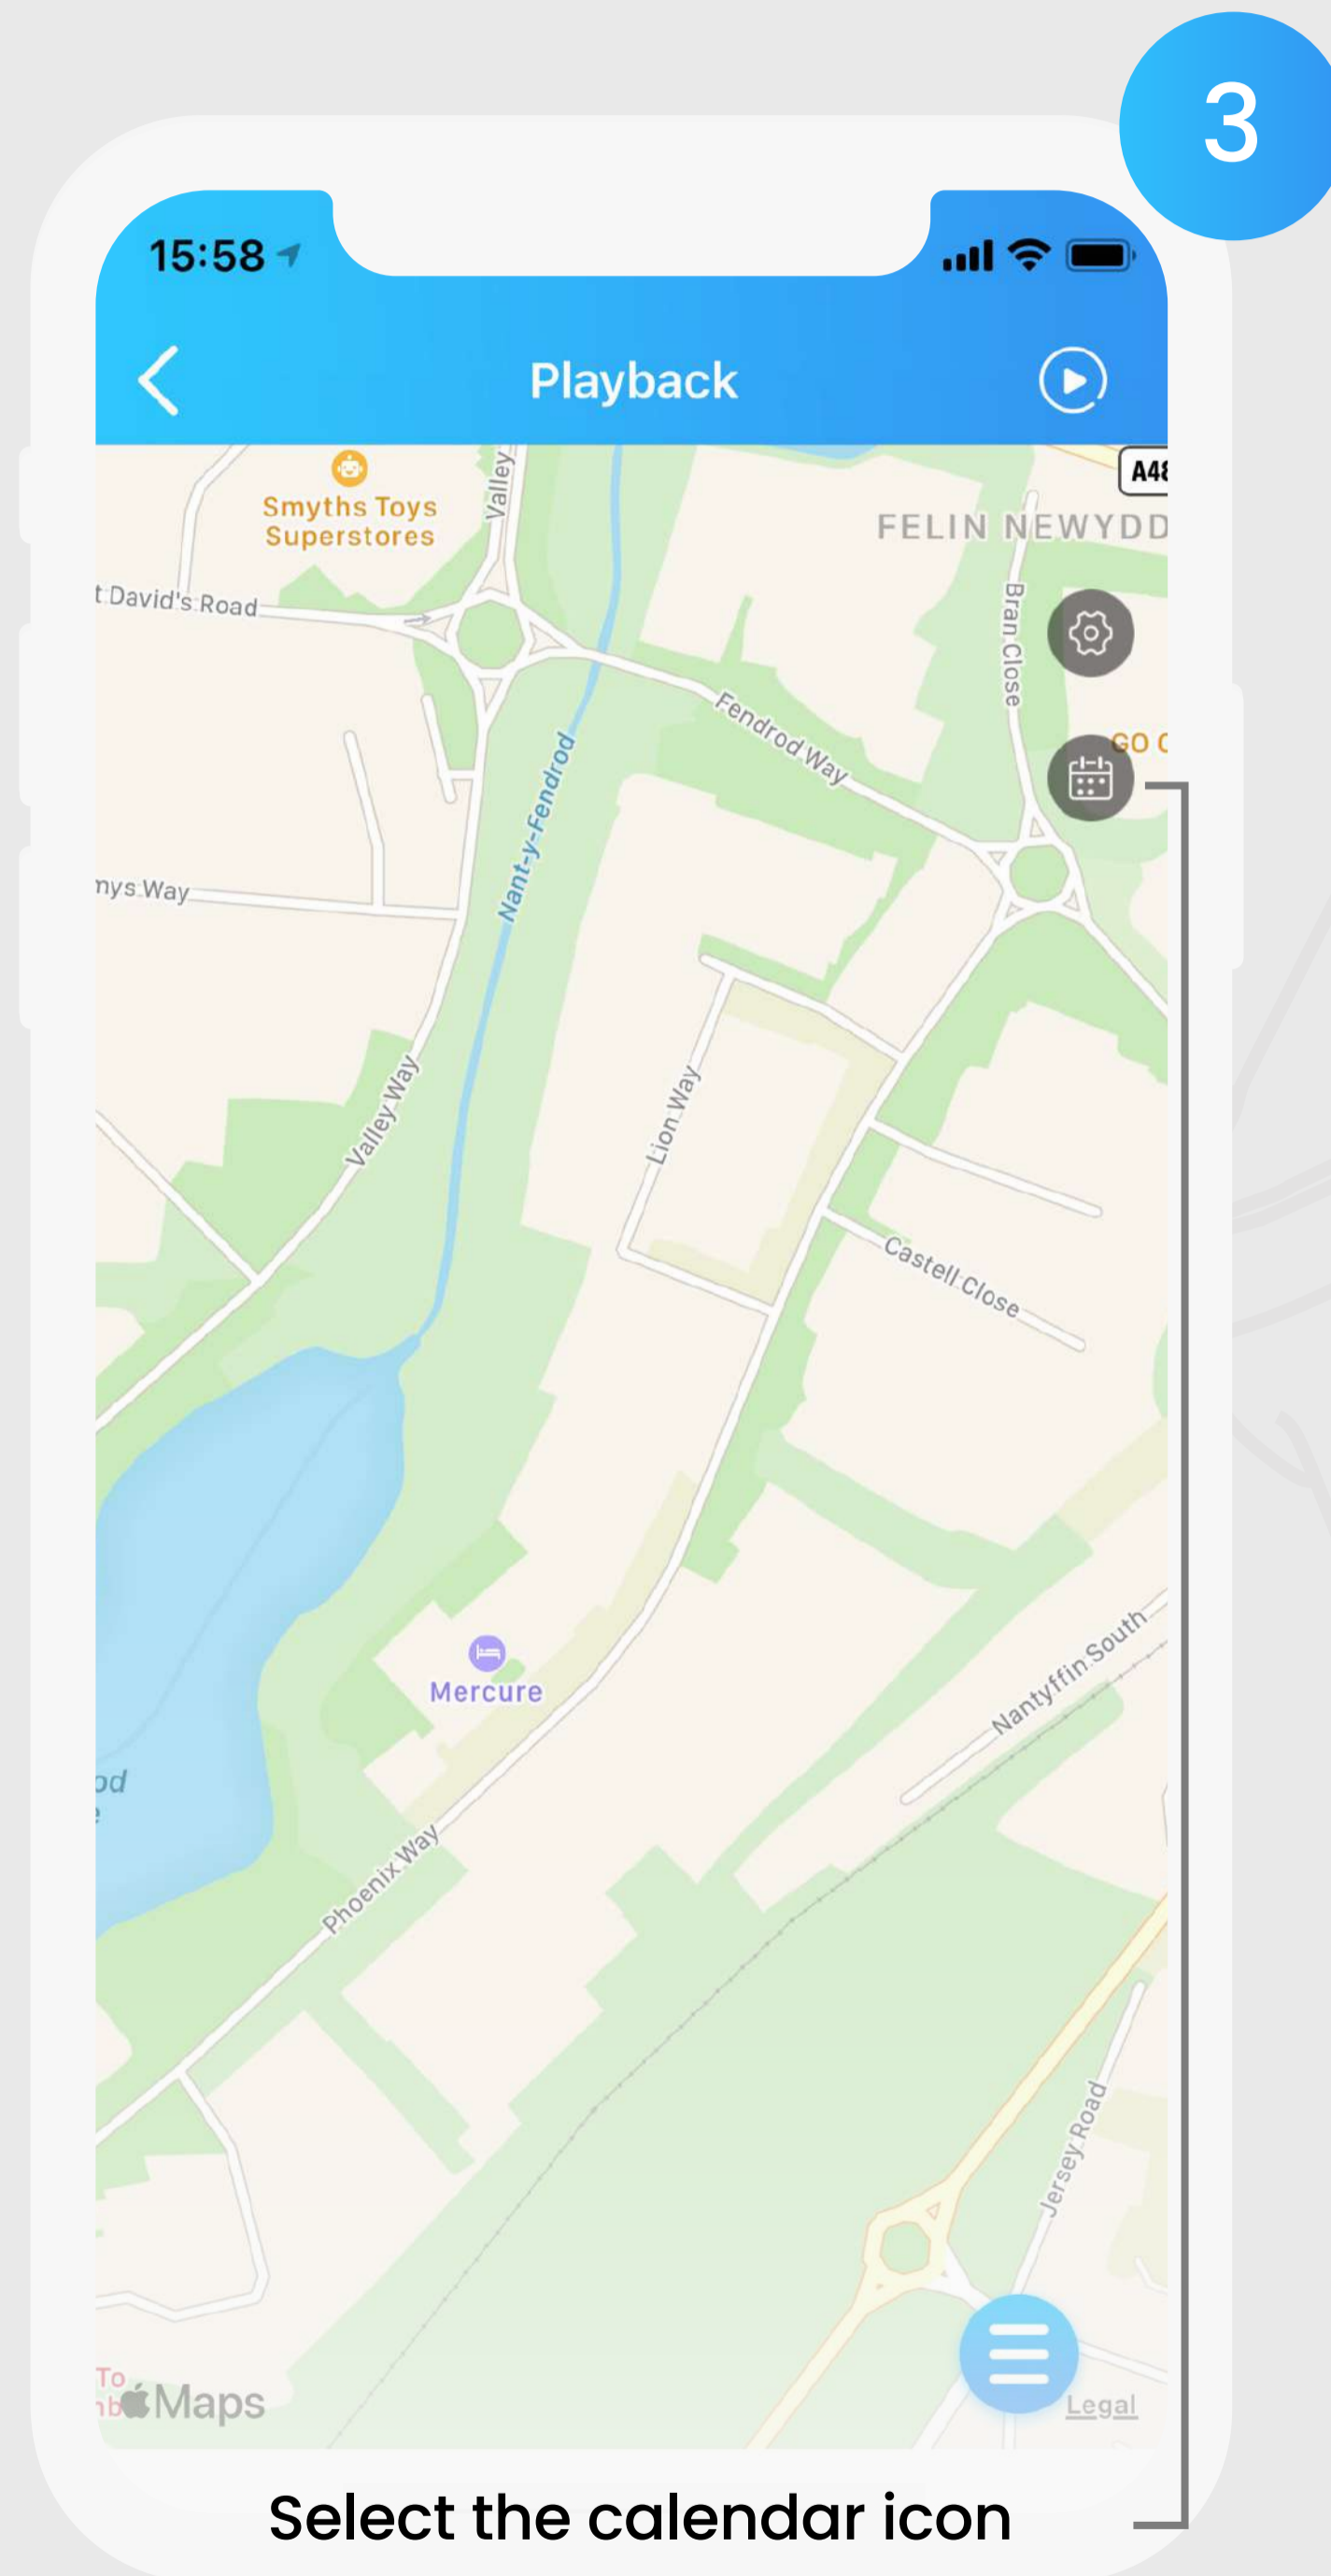 3
15:58
Playback
Valley
A48
Smyths Toys
Superstores
FELIN NEWYDD
t David's Road
Bran Close
Fendrod Way
GO
Nant-y-Fendrod
mys Way
Valley Way
Lion Way
Castell Close
Nantyffin South
Mercure
od
Phoenix Way
Jersey Road
To
Maps
Legal
Select the calendar icon